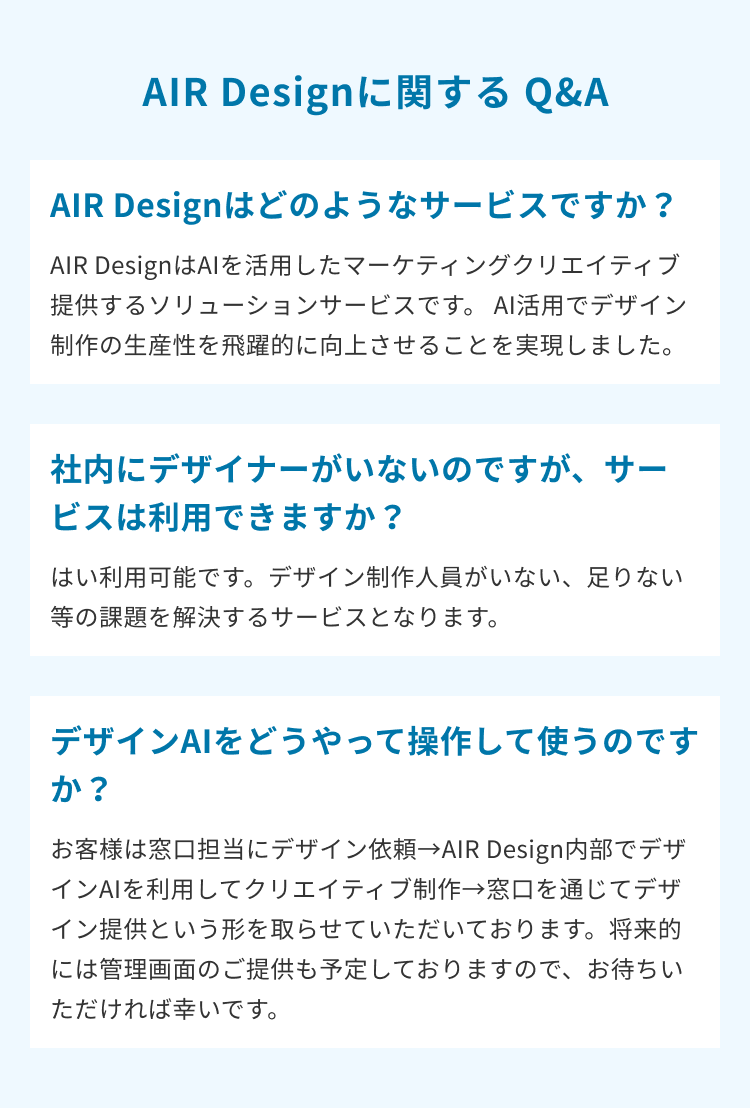 AIR Designに関する Q&A
AIR Designはどのようなサービスですか？
AIR DesignはAIを活用したマーケティングクリエイティブ
提供するソリューションサービスです。 AI活用でデザイン
制作の生産性を飛躍的に向上させることを実現しました。
社内にデザイナーがいないのですが、サー
ビスは利用できますか？
はい利用可能です。デザイン制作人員がいない、足りない
等の課題を解決するサービスとなります。
デザインAIをどうやって操作して使うのです
か？
お客様は窓口担当にデザイン依頼→AIR Design内部でデザ
インAIを利用してクリエイティブ制作→窓口を通じてデザ
イン提供という形を取らせていただいております。将来的
には管理画面のご提供も予定しておりますので、お待ちい
ただければ幸いです。